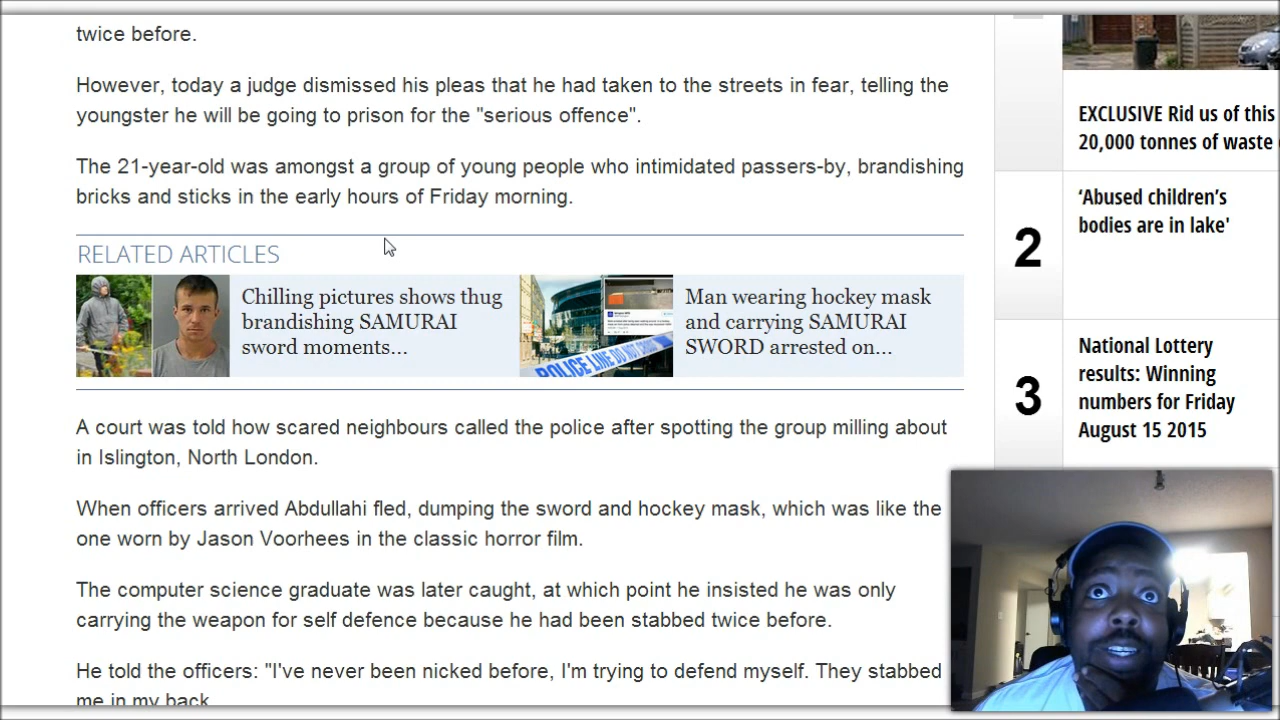 twice before.
However, today a judge dismissed his pleas that he had taken to the streets in fear, telling the
youngster he will be going to prison for the "serious offence".
The 21-year-old was amongst a group of young people who intimidated passers-by, brandishing
bricks and sticks in the early hours of Friday morning.
RELATED ARTICLES
Chilling pictures shows thug
brandishing SAMURAI
sword moments...
Man wearing hockey mask
and carrying SAMURAI
SWORD arrested on...
POLICE LINE DO NOT CROSS
A court was told how scared neighbours called the police after spotting the group milling about
in Islington, North London.
When officers arrived Abdullahi fled, dumping the sword and hockey mask, which was like the
one worn by Jason Voorhees in the classic horror film.
The computer science graduate was later caught, at which point he insisted he was only
carrying the weapon for self defence because he had been stabbed twice before.
He told the officers: "I've never been nicked before, I'm trying to defend myself. They stabbed
me in my back
EXCLUSIVE Rid us of this
20,000 tonnes of waste
2
‘Abused children’s
bodies are in lake'
3
National Lottery
results: Winning
numbers for Friday
August 15 2015